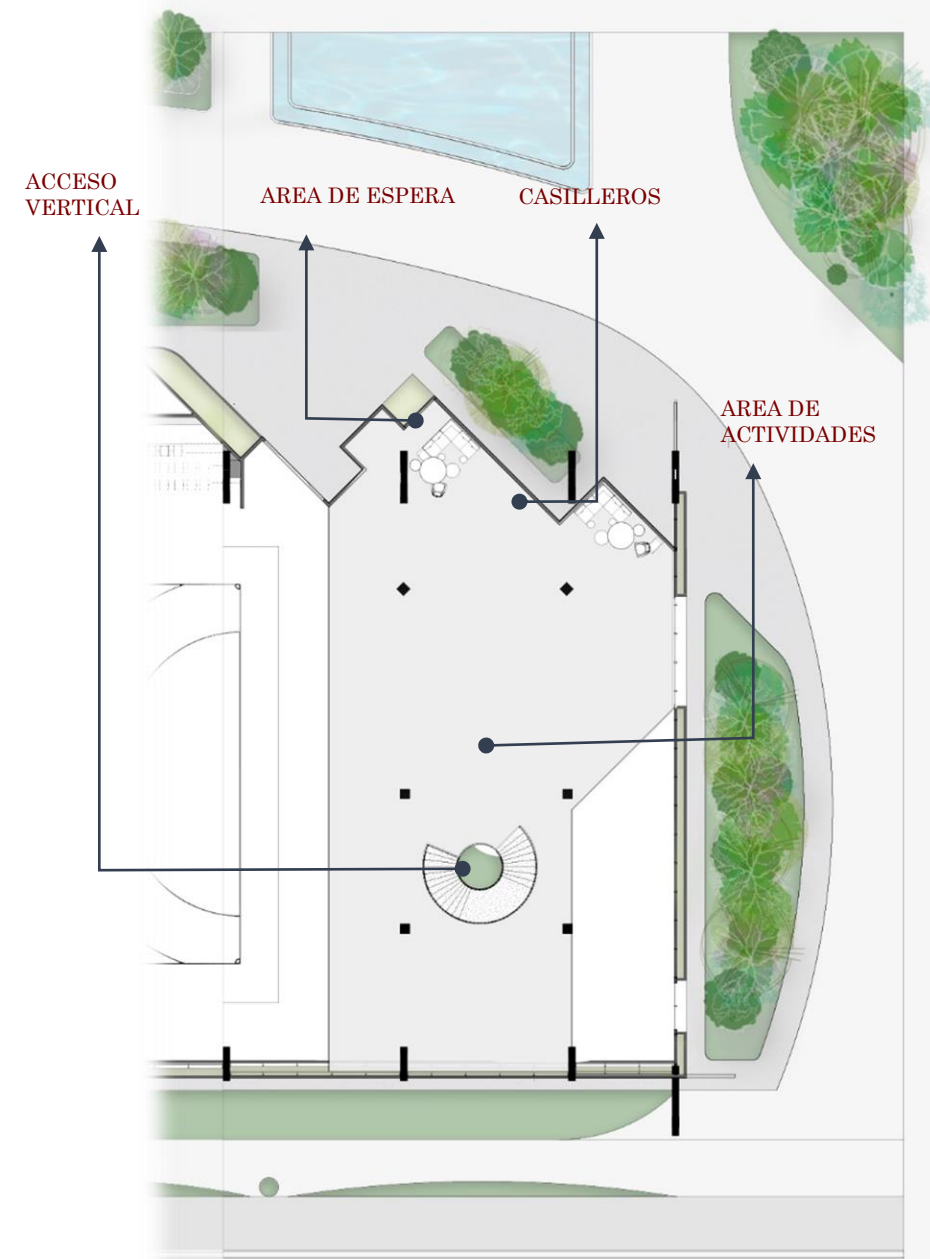 ACCESO
VERTICAL
AREA DE ESPERA
CASILLEROS
AREA DE
ACTIVIDADES